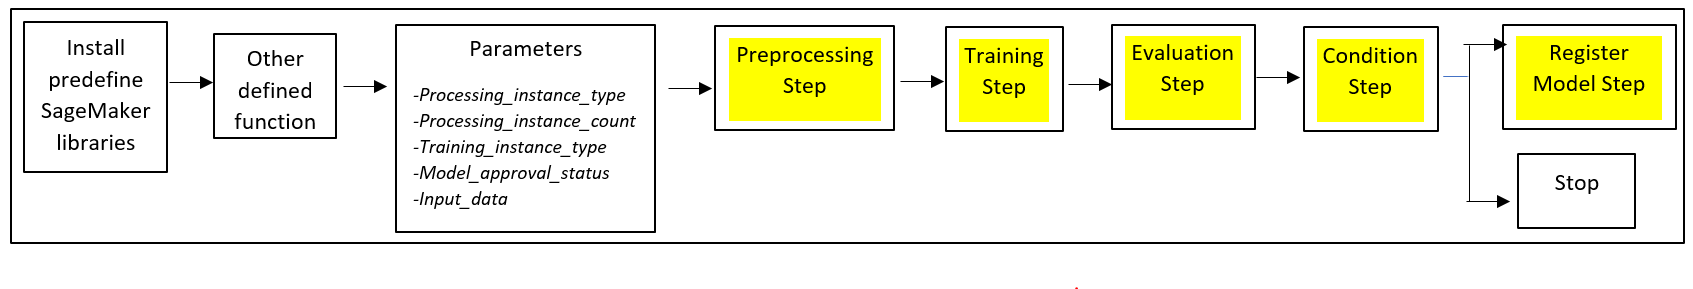 Install
predefine
SageMaker
libraries
Other
defined
function
Parameters
-Processing_instance_type
-Processing_instance_count
-Training_instance_type
-Model_approval_status
-Input_data
Preprocessing
Step
Training
Step
Evaluation
Step
Condition
Step
Register
Model Step
Stop